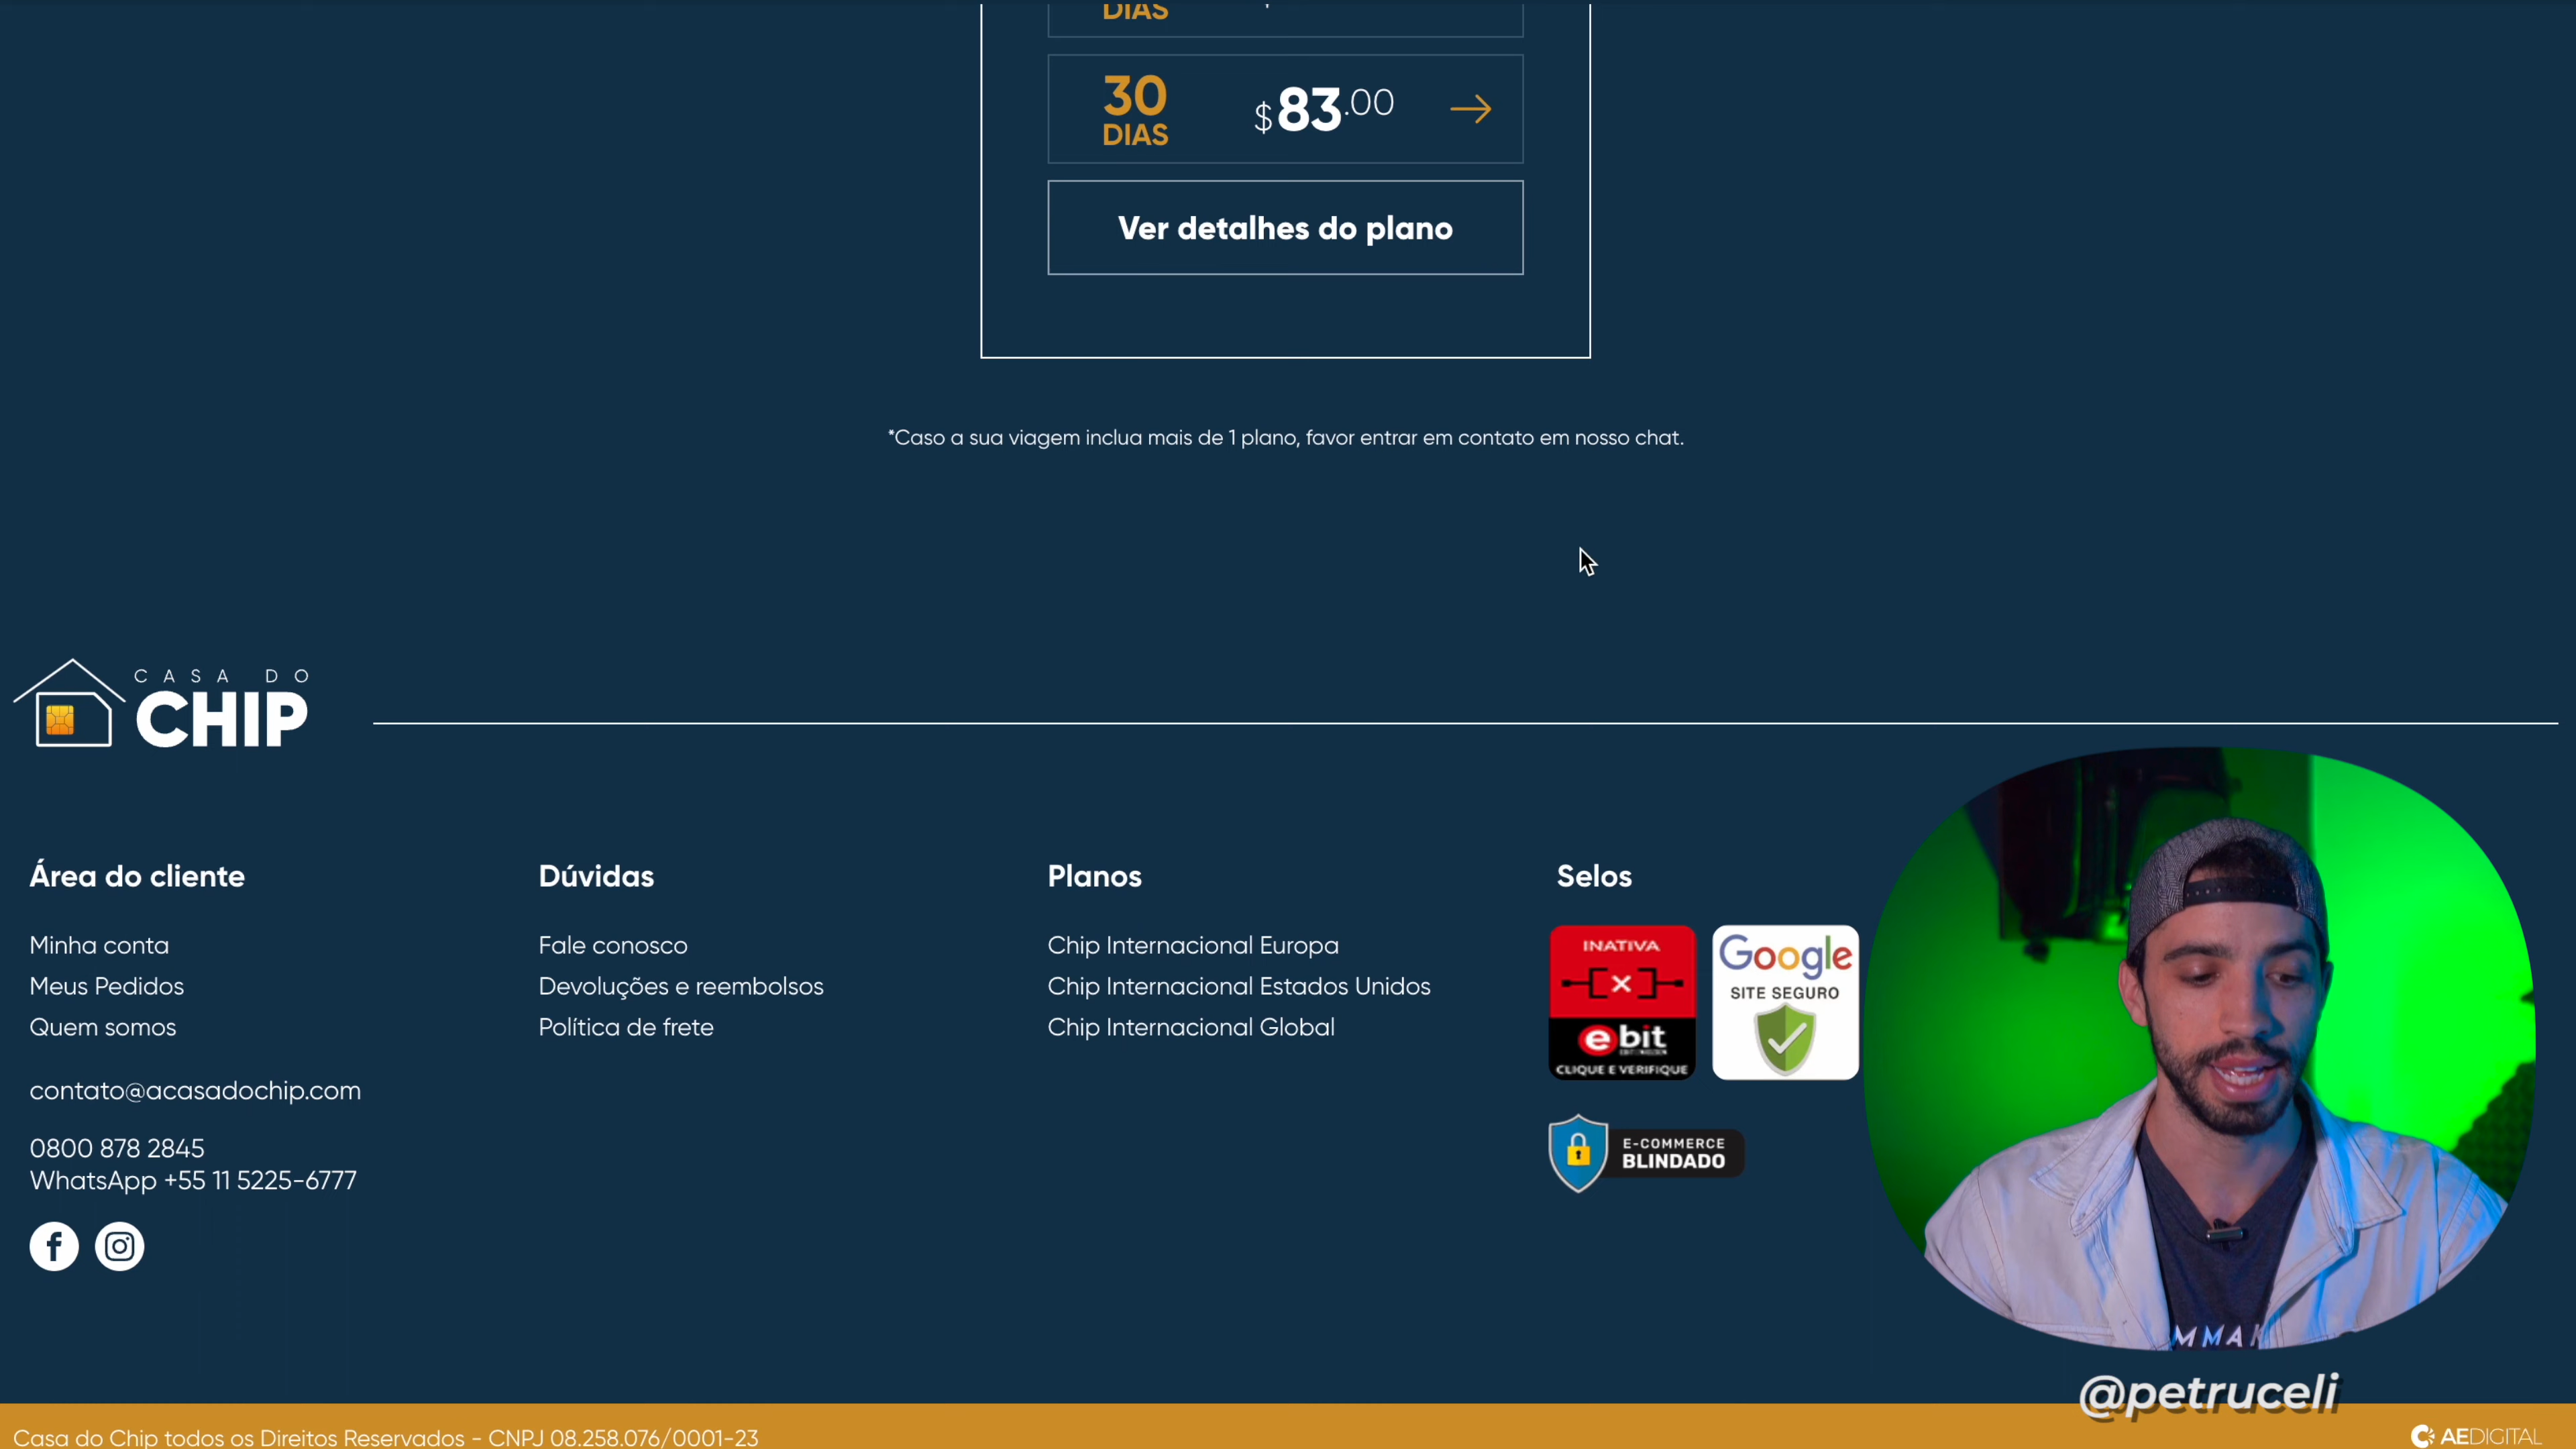 DIAS
30
DIAS
$83.00
Ver detalhes do plano
*Caso a sua viagem inclua mais de 1 plano, favor entrar em contato em nosso chat.
CASA DO
CHIP
Área do cliente
Minha conta
Meus Pedidos
Quem somos
contato@acasadochip.com
0800 878 2845
WhatsApp +55 11 5225-6777
Dúvidas
Fale conosco
Devoluções e reembolsos
Política de frete
Planos
Chip Internacional Europa
Chip Internacional Estados Unidos
Chip Internacional Global
Selos
INATIVA
ebit
CLIQUE E VERIFIQUE
Google
SITE SEGURO
E-COMMERCE
BLINDADO
@petruceli
Casa do Chip todos os Direitos Reservados - CNPJ 08.258.076/0001-23
AEDIGITAL